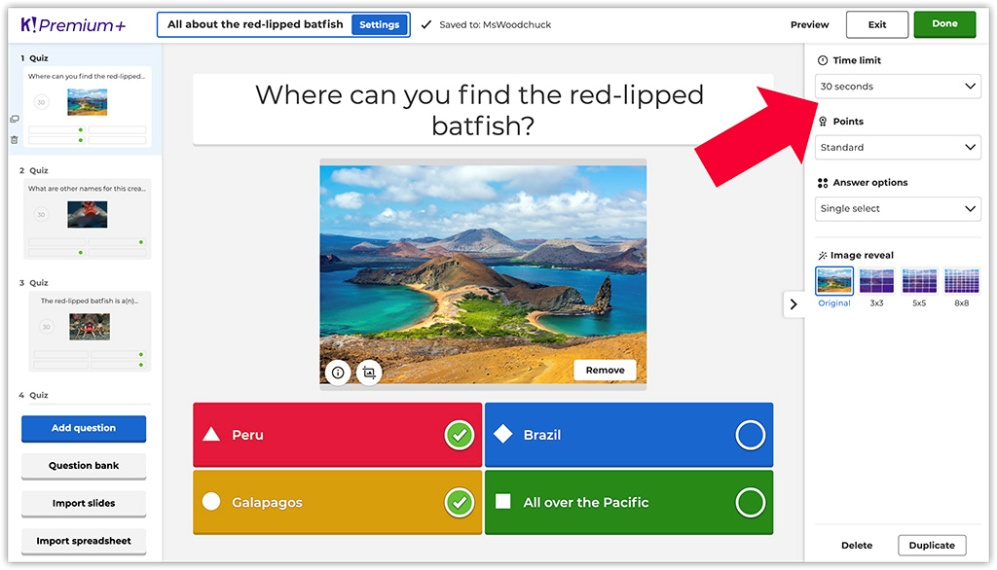 K! Premium+
All about the red-lipped batfish
Settings
Saved to: MsWoodchuck
Preview
Exit
Done
1 Quiz
Where can you find the red-lipped...
30
2 Quiz
What are other names for this crea...
30
3 Quiz
The red-lipped batfish is a(n)...
30
4 Quiz
Add question
Question bank
Import slides
Import spreadsheet
Where can you find the red-lipped
batfish?
Remove
Peru
Brazil
Galapagos
All over the Pacific
Time limit
30 seconds
Points
Standard
Answer options
Single select
Image reveal
Original 3x3 5x5 8x8
Delete
Duplicate